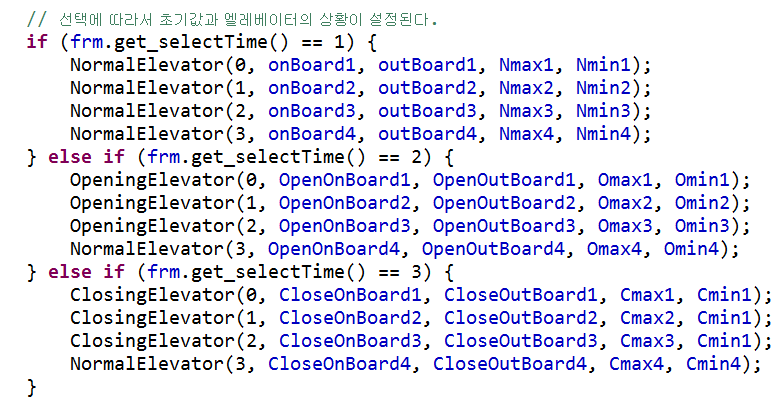 // 선택에 따라서 초기값과 엘레베이터의 상황이 설정된다.
if (frm.get_selectTime() == 1) {
    NormalElevator(0, onBoard1, outBoard1, Nmax1, Nmin1);
    NormalElevator(1, onBoard2, outBoard2, Nmax2, Nmin2);
    NormalElevator(2, onBoard3, outBoard3, Nmax3, Nmin3);
    NormalElevator(3, onBoard4, outBoard4, Nmax4, Nmin4);
} else if (frm.get_selectTime() == 2) {
    OpeningElevator(0, OpenOnBoard1, OpenOutBoard1, Omax1, Omin1);
    OpeningElevator(1, OpenOnBoard2, OpenOutBoard2, Omax2, Omin2);
    OpeningElevator(2, OpenOnBoard3, OpenOutBoard3, Omax3, Omin3);
    NormalElevator(3, OpenOnBoard4, OpenOutBoard4, Omax4, Omin4);
} else if (frm.get_selectTime() == 3) {
    ClosingElevator(0, CloseOnBoard1, CloseOutBoard1, Cmax1, Cmin1);
    ClosingElevator(1, CloseOnBoard2, CloseOutBoard2, Cmax2, Cmin1);
    ClosingElevator(2, CloseOnBoard3, CloseOutBoard3, Cmax3, Cmin1);
    NormalElevator(3, CloseOnBoard4, CloseOutBoard4, Cmax4, Cmin4);
}